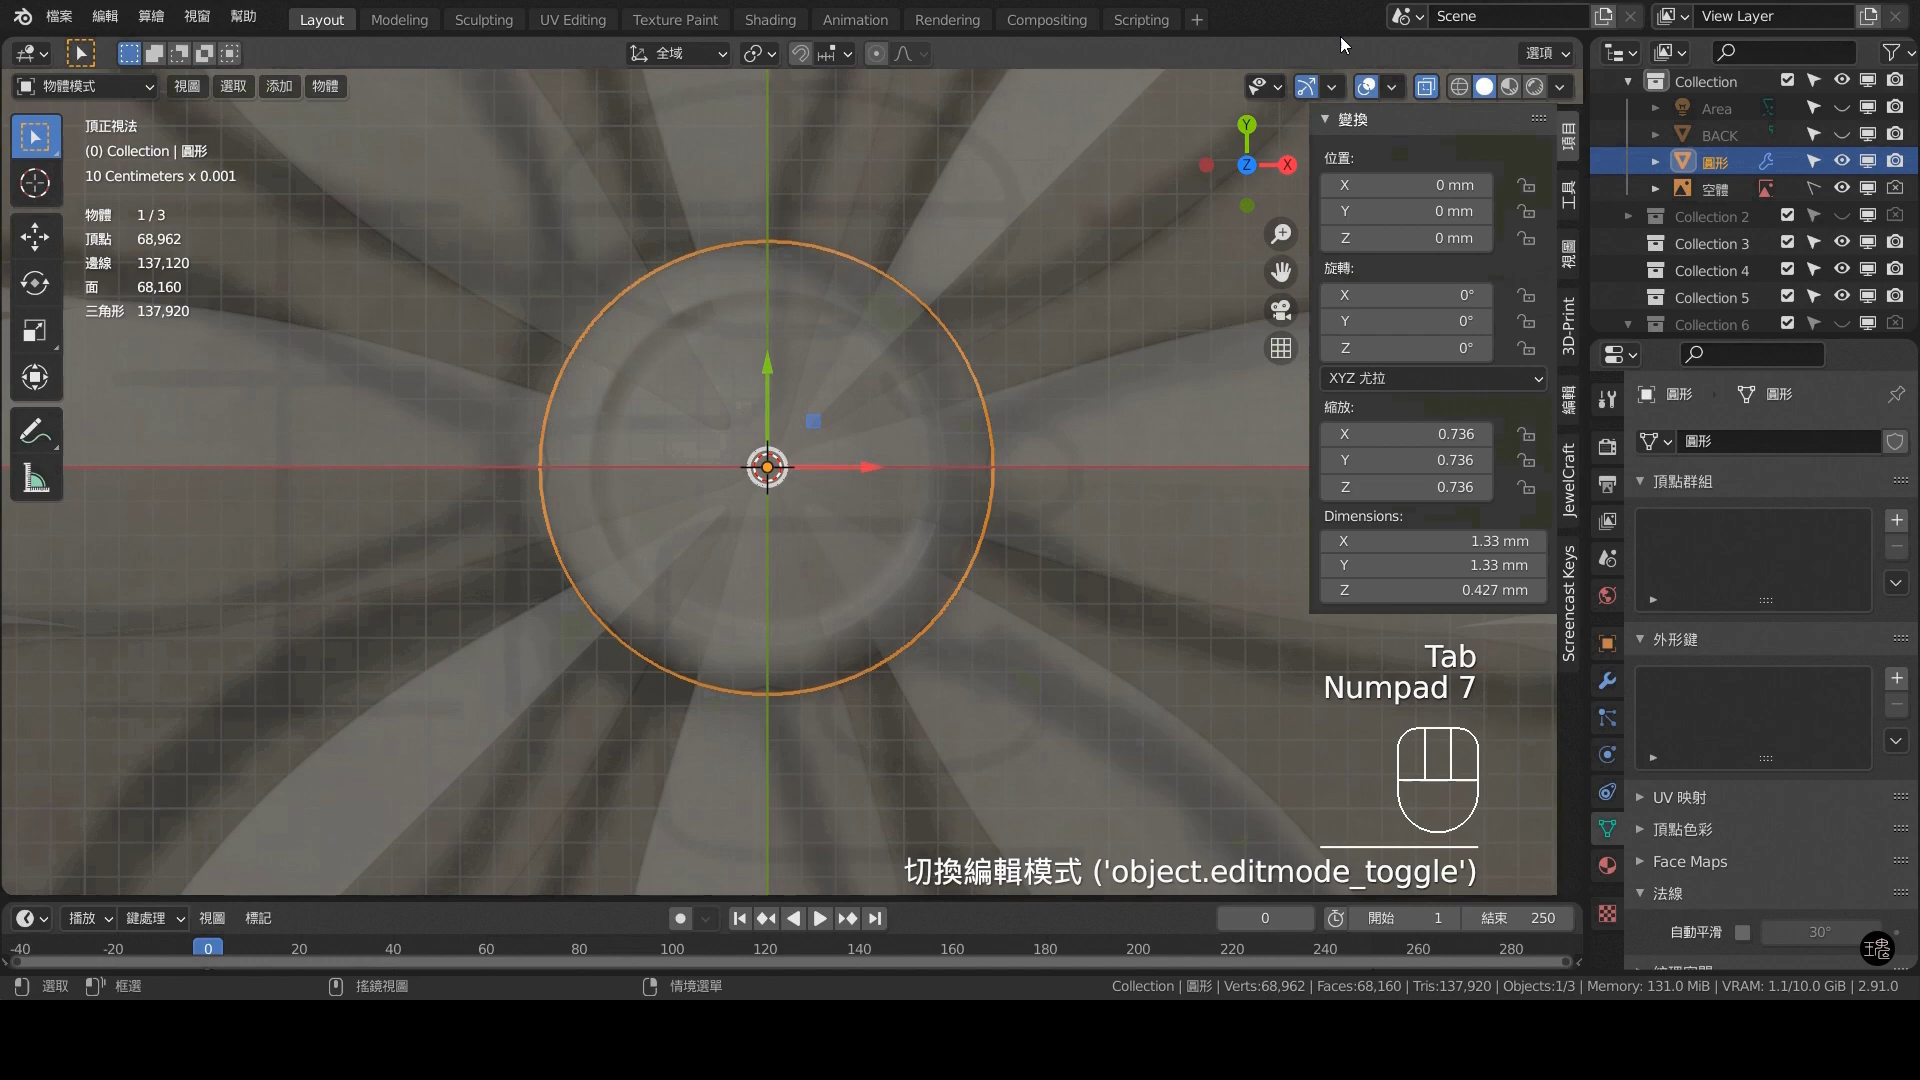 檔案 編輯 算繪 視窗 幫助 Layout Modeling Sculpting UV Editing Texture Paint Shading Animation Rendering Compositing Scripting + Scene View Layer
全域 選項
物體模式 視圖 選取 添加 物體
頂正視法
(0) Collection | 圓形
10 Centimeters x 0.001
物體 1 / 3
頂點 68,962
邊線 137,120
面 68,160
三角形 137,920
Y
Z
X
變換
位置:
X 0 mm
Y 0 mm
Z 0 mm
旋轉:
X 0°
Y 0°
Z 0°
XYZ 尤拉
縮放:
X 0.736
Y 0.736
Z 0.736
Dimensions:
X 1.33 mm
Y 1.33 mm
Z 0.427 mm
項目
工具
視圖
3D-Print
編輯
JewelCraft
Screencast Keys
Tab
Numpad 7
切換編輯模式 ('object.editmode_toggle')
Collection
Area
BACK
圓形
空體
Collection 2
Collection 3
Collection 4
Collection 5
Collection 6
圓形 圓形
圓形
頂點群組
外形鍵
UV 映射
頂點色彩
Face Maps
法線
自動平滑 30°
播放 鍵處理 視圖 標記 0 開始 1 結束 250
-40 -20 0 20 40 60 80 100 120 140 160 180 200 220 240 260 280
選取 框選 搖鏡視圖 情境選單 Collection | 圓形 | Verts:68,962 | Faces:68,160 | Tris:137,920 | Objects:1/3 | Memory: 131.0 MiB | VRAM: 1.1/10.0 GiB | 2.91.0